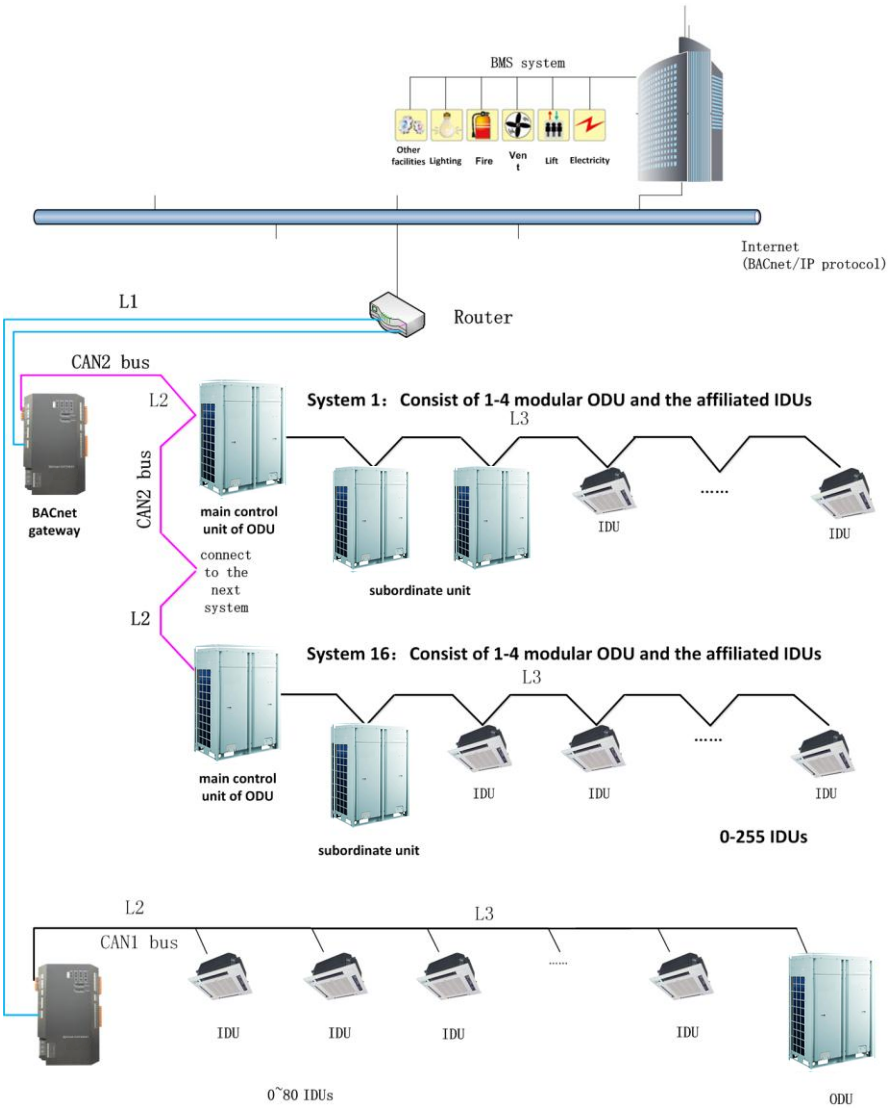 BMS system
Other
facilities
Lighting
Fire
Ven
t
Lift
Electricity
Internet
(BACnet/IP protocol)
L1
Router
CAN2 bus
L2
System 1: Consist of 1-4 modular ODU and the affiliated IDUs
L3
CAN2 bus
BACnet
gateway
main control
unit of ODU
IDU
......
IDU
connect
to the
next
system
subordinate unit
L2
System 16: Consist of 1-4 modular ODU and the affiliated IDUs
L3
......
main control
unit of ODU
IDU
IDU
IDU
subordinate unit
0-255 IDUs
L2
L3
CAN1 bus
......
IDU
IDU
IDU
IDU
0~80 IDUs
ODU